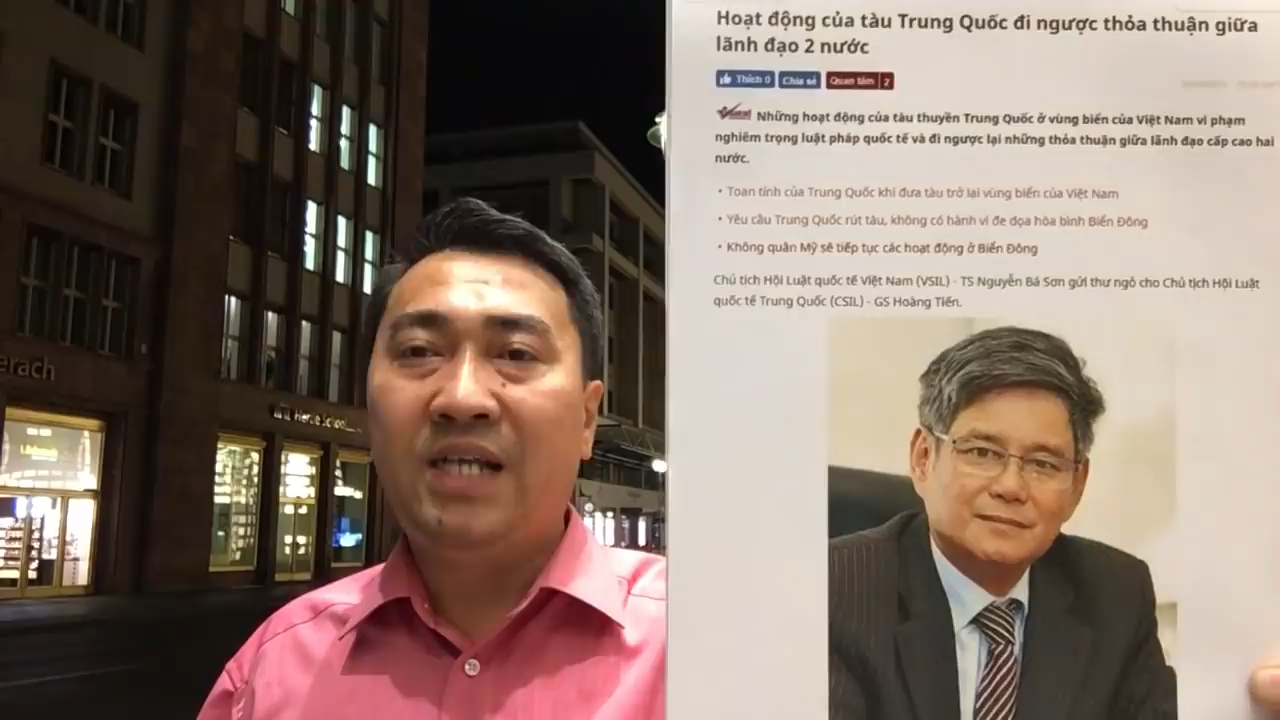 Hoạt động của tàu Trung Quốc đi ngược thỏa thuận giữa
lãnh đạo 2 nước
Thích 0 Chia sẻ Quan tâm 2
Những hoạt động của tàu thuyền Trung Quốc ở vùng biển của Việt Nam vi phạm
nghiêm trọng luật pháp quốc tế và đi ngược lại những thỏa thuận giữa lãnh đạo cấp cao hai
nước.
• Toan tính của Trung Quốc khi đưa tàu trở lại vùng biển của Việt Nam
• Yêu cầu Trung Quốc rút tàu, không có hành vi đe dọa hòa bình Biển Đông
• Không quân Mỹ sẽ tiếp tục các hoạt động ở Biển Đông
Chủ tịch Hội Luật quốc tế Việt Nam (VSIL) - TS Nguyễn Bá Sơn gửi thư ngỏ cho Chủ tịch Hội Luật
quốc tế Trung Quốc (CSIL) - GS Hoàng Tiến.
erach
School